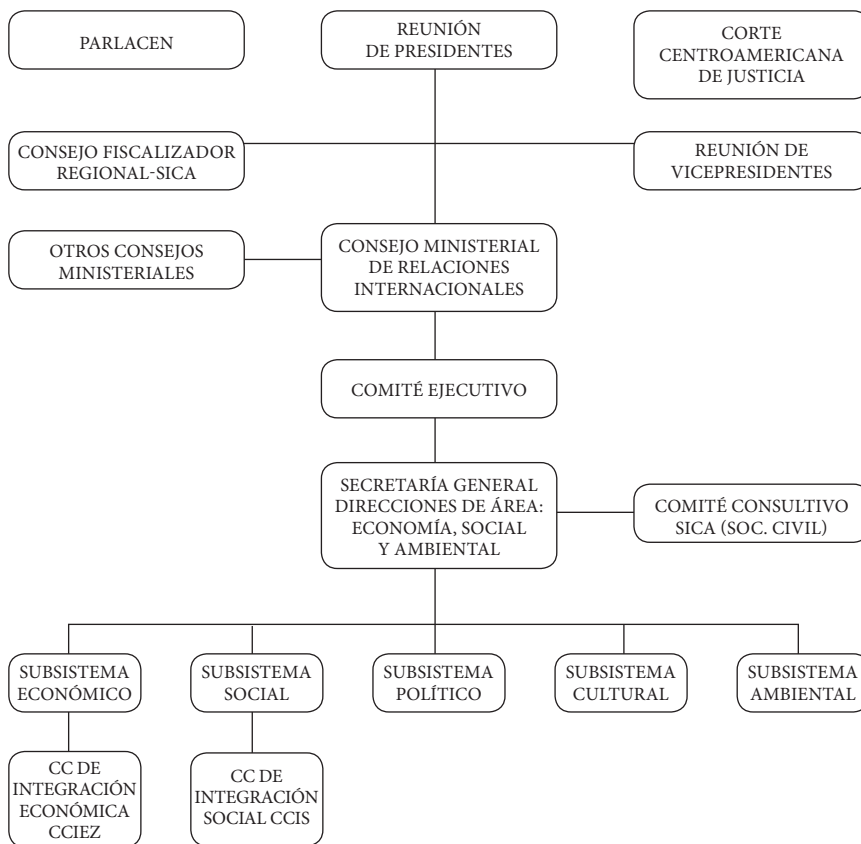 PARLACEN
REUNIÓN
DE PRESIDENTES
CORTE
CENTROAMERICANA
DE JUSTICIA
CONSEJO FISCALIZADOR
REGIONAL-SICA
REUNIÓN DE
VICEPRESIDENTES
OTROS CONSEJOS
MINISTERIALES
CONSEJO MINISTERIAL
DE RELACIONES
INTERNACIONALES
COMITÉ EJECUTIVO
SECRETARÍA GENERAL
DIRECCIONES DE ÁREA:
ECONOMÍA, SOCIAL
Y AMBIENTAL
COMITÉ CONSULTIVO
SICA (SOC. CIVIL)
SUBSISTEMA
ECONÓMICO
SUBSISTEMA
SOCIAL
SUBSISTEMA
POLÍTICO
SUBSISTEMA
CULTURAL
SUBSISTEMA
AMBIENTAL
CC DE
INTEGRACIÓN
ECONÓMICA
CCIEZ
CC DE
INTEGRACIÓN
SOCIAL CCIS